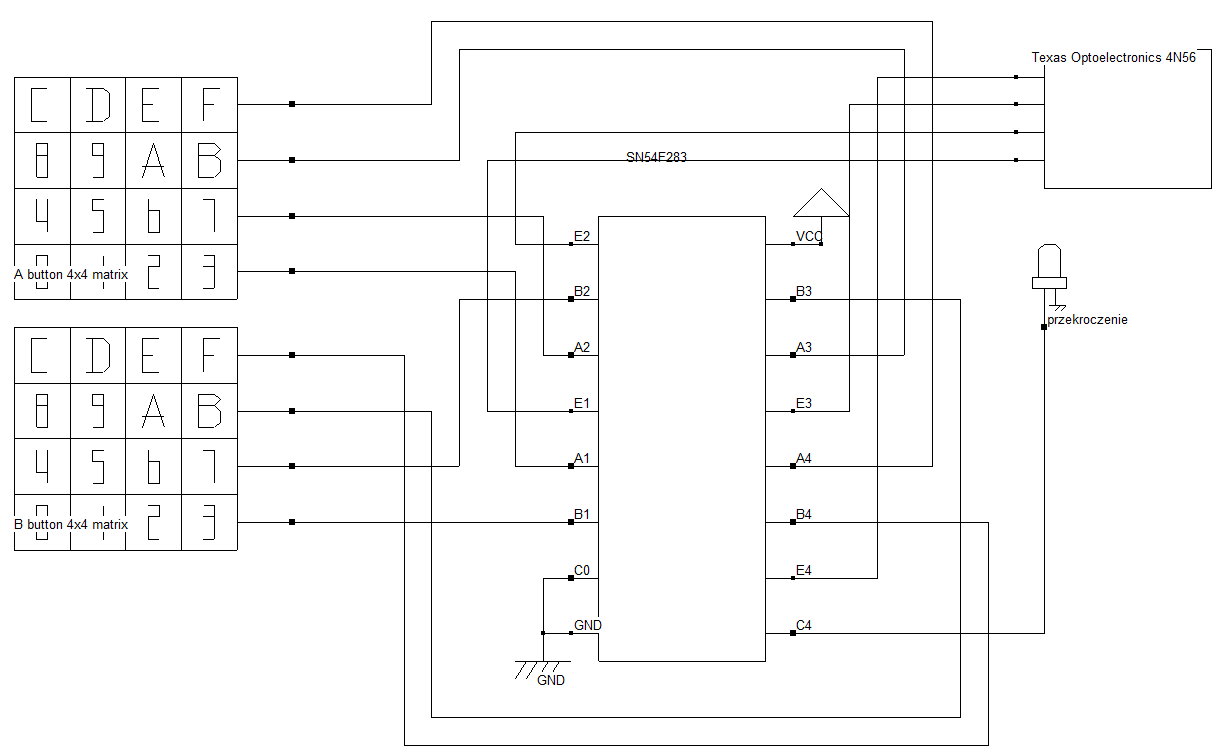 Texas Optoelectronics 4N56
C D E F
8 9 A B
4 5 6 7
0 1 2 3
A button 4x4 matrix
C D E F
8 9 A B
4 5 6 7
0 1 2 3
B button 4x4 matrix
SN54F283
E2
B2
A2
E1
A1
B1
C0
GND
GND
VCC
B3
A3
E3
A4
B4
E4
C4
przekroczenie